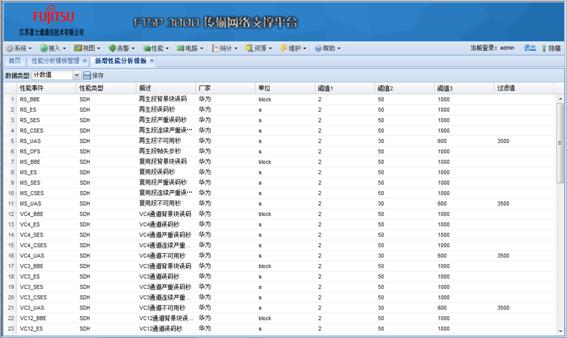 FUJITSU
江苏富士通通信技术有限公司
FTSP 3000 传输网络支撑平台
系统 接入 视图 告警 性能 电路 统计 资源 维护 帮助 当前登录: admin 退出 隐藏
首页 性能分析模板管理 新增性能分析模板
数据类型: 计数值 保存
性能事件 性能类型 描述 厂家 单位 阈值1 阈值2 阈值3 过滤值
1 RS_BBE SDH 再生段背景块误码 华为 block 2 50 1000
2 RS_ES SDH 再生段误码秒 华为 s 2 50 1000
3 RS_SES SDH 再生段严重误码秒 华为 s 2 50 1000
4 RS_CSES SDH 再生段连续严重误… 华为 s 2 50 1000
5 RS_UAS SDH 再生段不可用秒 华为 s 2 30 600 3500
6 RS_OFS SDH 再生段帧失步秒 华为 s 2 50 1000
7 MS_BBE SDH 复用段背景块误码 华为 block 2 50 1000
8 MS_ES SDH 复用段误码秒 华为 s 2 50 1000
9 MS_SES SDH 复用段严重误码秒 华为 s 2 50 1000
10 MS_CSES SDH 复用段连续严重误… 华为 s 2 50 1000
11 MS_UAS SDH 复用段不可用秒 华为 s 2 30 600 3500
12 VC4_BBE SDH VC4通道背景块误码 华为 block 2 50 1000
13 VC4_ES SDH VC4通道误码秒 华为 s 2 50 1000
14 VC4_SES SDH VC4通道严重误码秒 华为 s 2 50 1000
15 VC4_CSES SDH VC4通道连续严重… 华为 s 2 50 1000
16 VC4_UAS SDH VC4通道不可用秒 华为 s 2 30 600 3500
17 VC3_BBE SDH VC3通道背景块误码 华为 block 2 50 1000
18 VC3_ES SDH VC3通道误码秒 华为 s 2 50 1000
19 VC3_SES SDH VC3通道严重误码秒 华为 s 2 50 1000
20 VC3_CSES SDH VC3通道连续严重… 华为 s 2 50 1000
21 VC3_UAS SDH VC3通道不可用秒 华为 s 2 30 600 3500
22 VC12_BBE SDH VC12通道背景块误… 华为 block 2 50 1000
23 VC12_ES SDH VC12通道误码秒 华为 s 2 50 1000